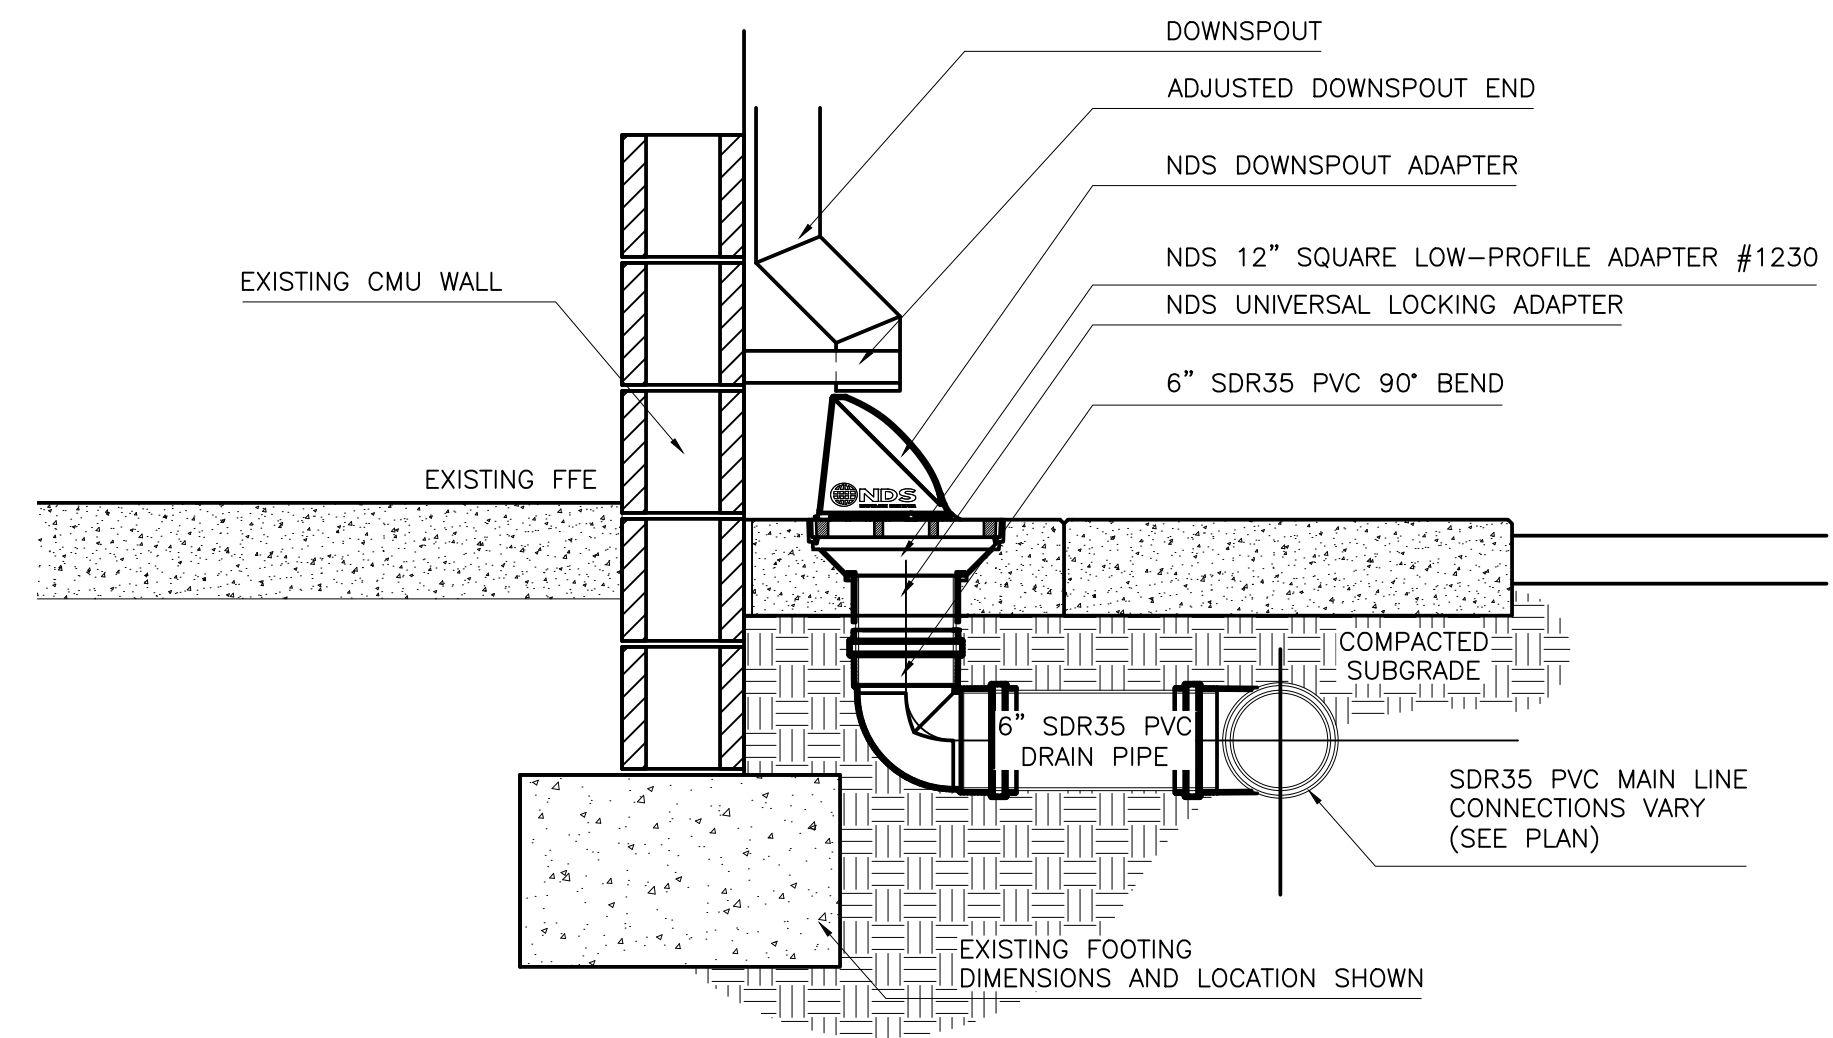 DOWNSPOUT
ADJUSTED DOWNSPOUT END
NDS DOWNSPOUT ADAPTER
NDS 12” SQUARE LOW–PROFILE ADAPTER #1230
NDS UNIVERSAL LOCKING ADAPTER
6” SDR35 PVC 90° BEND
EXISTING CMU WALL
EXISTING FFE
NDS
COMPACTED
SUBGRADE
6” SDR35 PVC
DRAIN PIPE
SDR35 PVC MAIN LINE
CONNECTIONS VARY
(SEE PLAN)
EXISTING FOOTING
DIMENSIONS AND LOCATION SHOWN